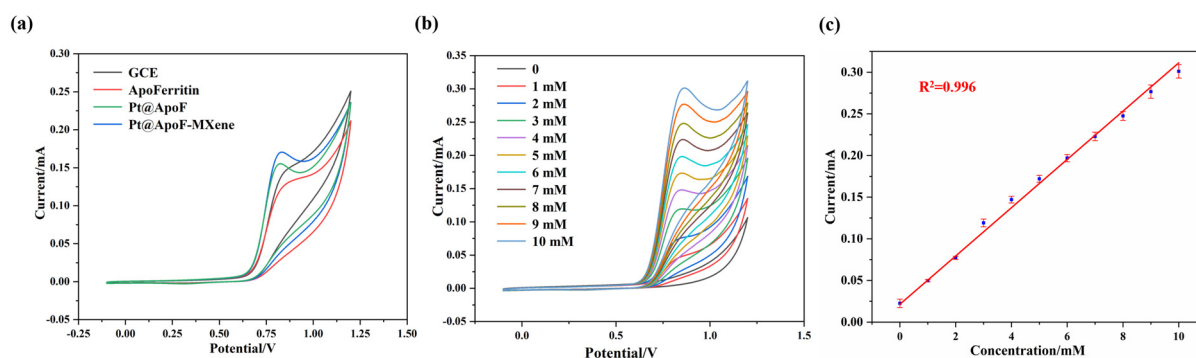 (a)
0.30
0.25
0.20
0.15
0.10
0.05
0.00
-0.05
-0.25
0.00
0.25
0.50
0.75
1.00
1.25
1.50
Current/mA
Potential/V
GCE
ApoFerritin
Pt@ApoF
Pt@ApoF-MXene
(b)
0.35
0.30
0.25
0.20
0.15
0.10
0.05
0.00
-0.05
0.0
0.5
1.0
Current/mA
Potential/V
0
1 mM
2 mM
3 mM
4 mM
5 mM
6 mM
7 mM
8 mM
9 mM
10 mM
(c)
0.30
0.25
0.20
0.15
0.10
0.05
0.00
0
2
4
6
8
10
Current/mA
Concentration/mM
R²=0.996